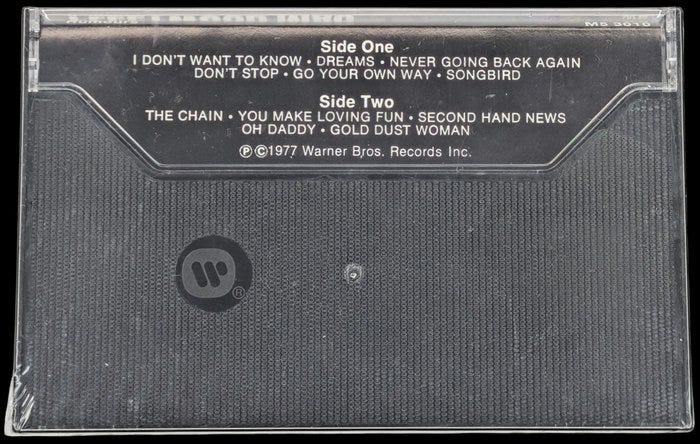 Side One
I DON'T WANT TO KNOW • DREAMS • NEVER GOING BACK AGAIN
DON'T STOP • GO YOUR OWN WAY • SONGBIRD
Side Two
THE CHAIN • YOU MAKE LOVING FUN • SECOND HAND NEWS
OH DADDY • GOLD DUST WOMAN
℗©1977 Warner Bros. Records Inc.
®